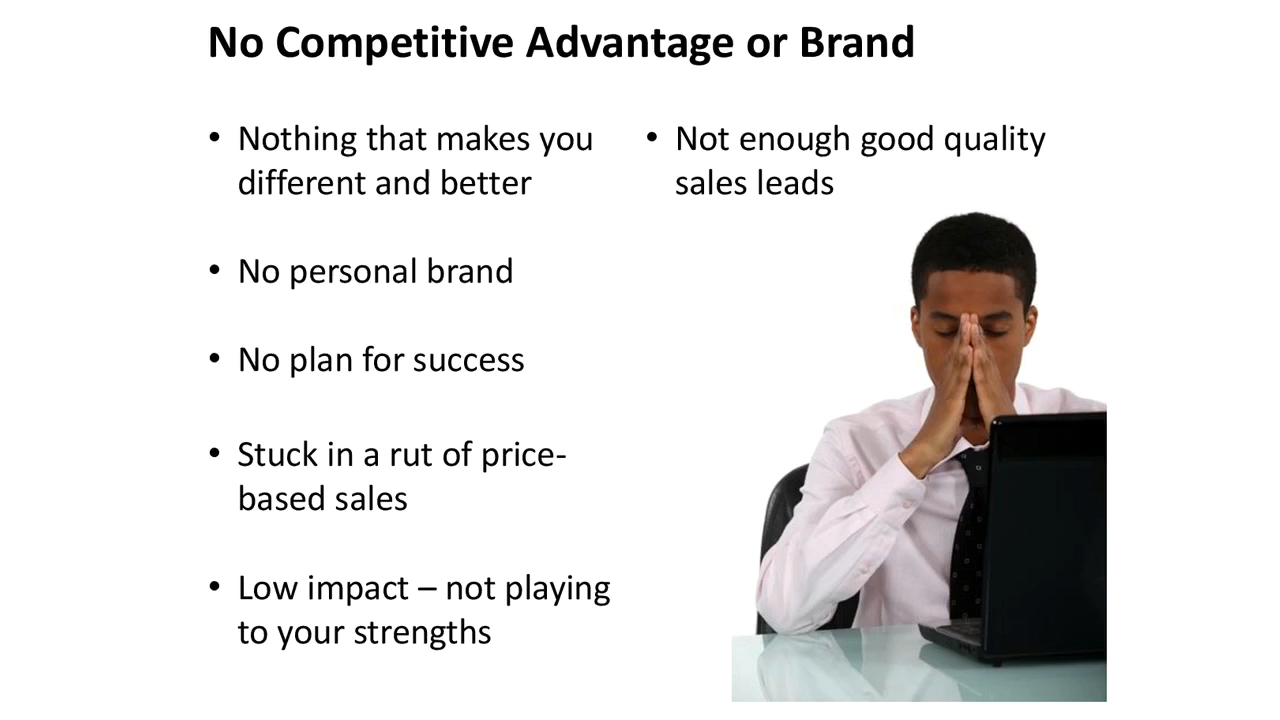 No Competitive Advantage or Brand
• Nothing that makes you
different and better
• No personal brand
• No plan for success
• Stuck in a rut of price-
based sales
• Low impact – not playing
to your strengths
• Not enough good quality
sales leads